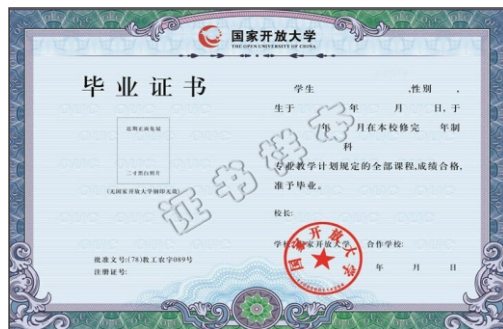 国家开放大学
THE OPEN UNIVERSITY OF CHINA
毕业证书
近期正面免冠
二寸黑白照片
(无国家开放大学钢印无效)
批准文号:(78)教工农字089号
注册证号:
学生 ,性别 ,
生于 年 月 日,于
年 月在本校修完 年制
科
专业教学计划规定的全部课程,成绩合格,
准予毕业。
校长:
学校:国家开放大学 合作学校:
年 月 日
国家开放大学
证书样本